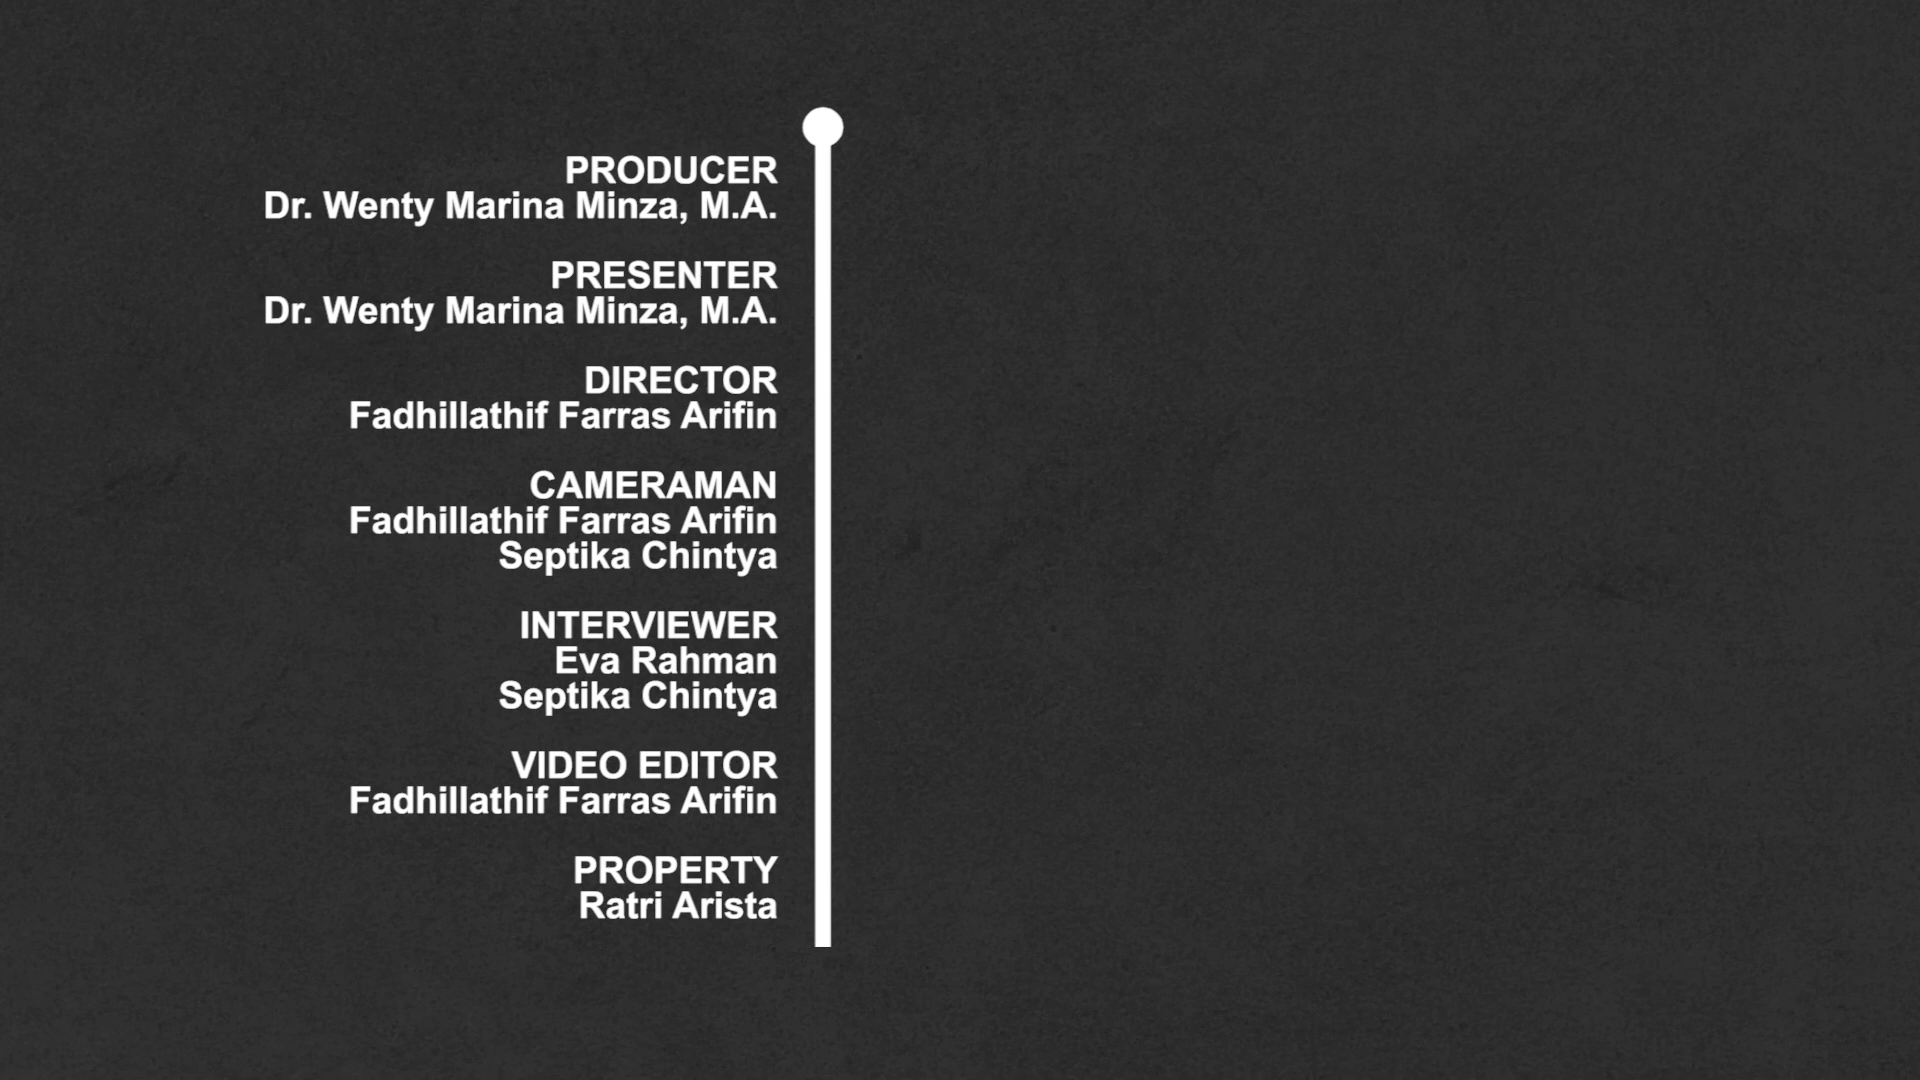 PRODUCER
Dr. Wenty Marina Minza, M.A.
PRESENTER
Dr. Wenty Marina Minza, M.A.
DIRECTOR
Fadhillathif Farras Arifin
CAMERAMAN
Fadhillathif Farras Arifin
Septika Chintya
INTERVIEWER
Eva Rahman
Septika Chintya
VIDEO EDITOR
Fadhillathif Farras Arifin
PROPERTY
Ratri Arista